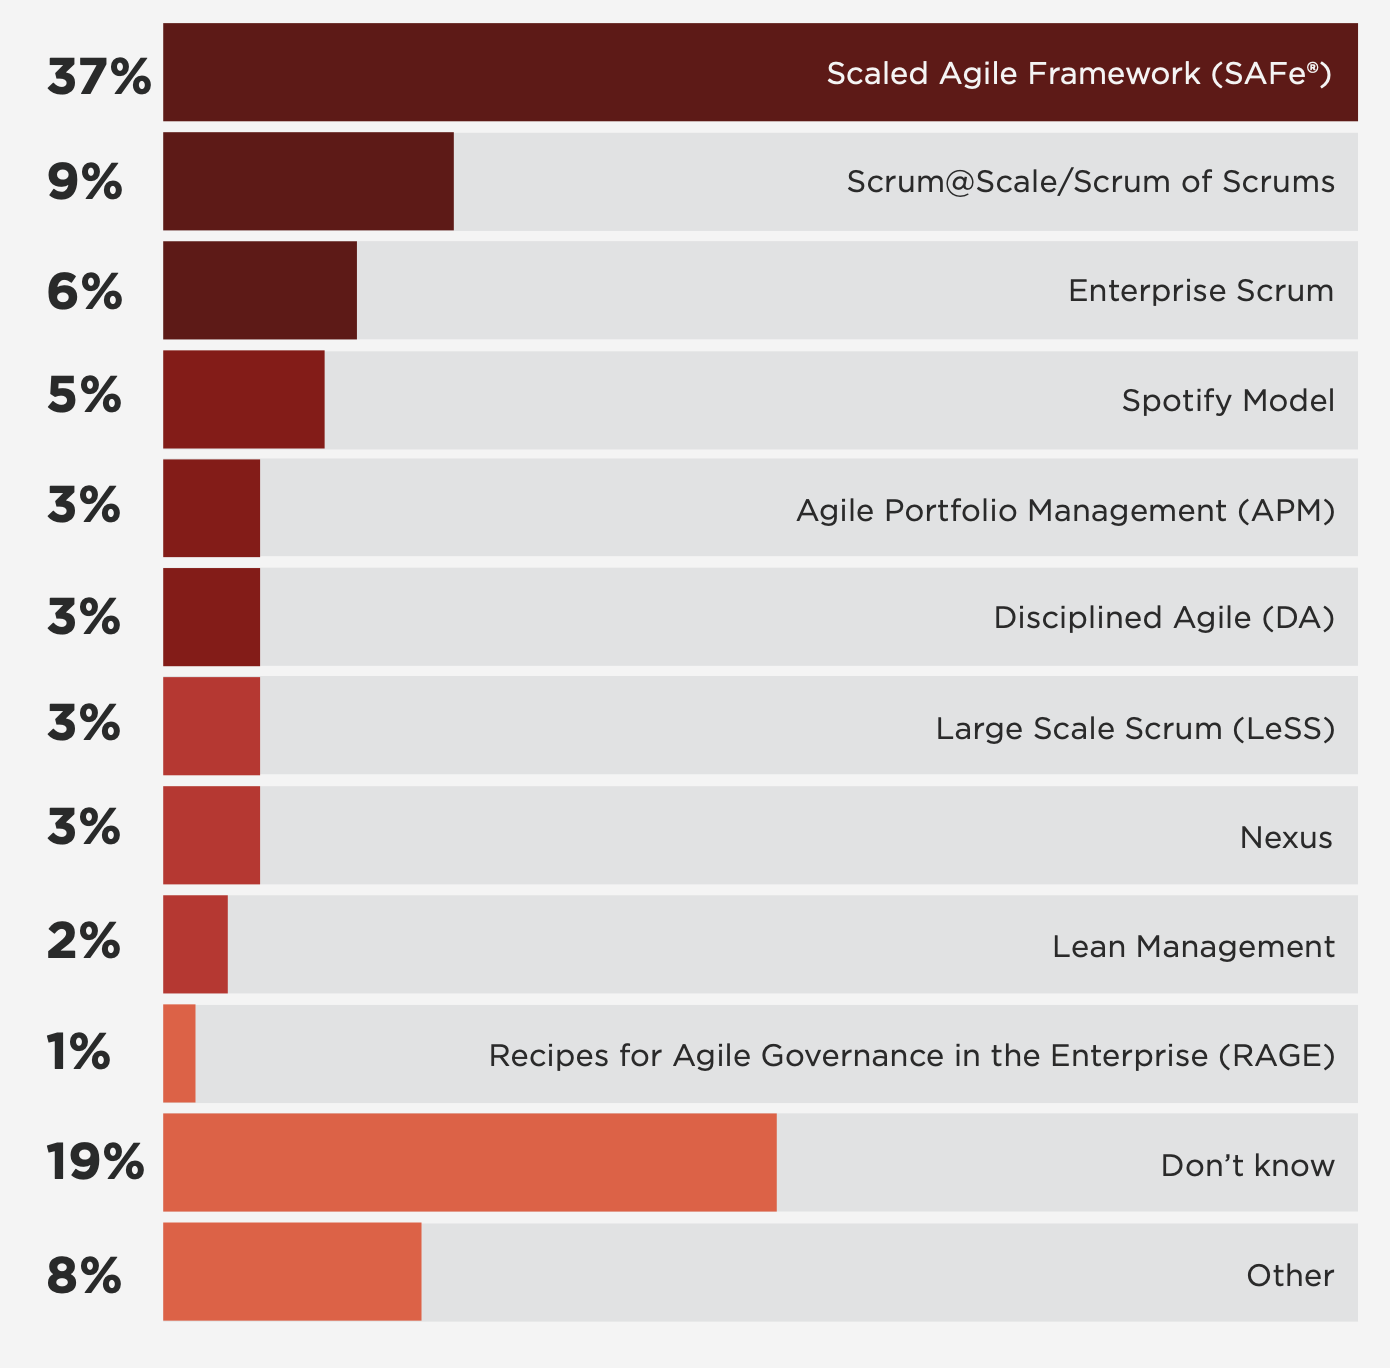 37% Scaled Agile Framework (SAFe®)
9% Scrum@Scale/Scrum of Scrums
6% Enterprise Scrum
5% Spotify Model
3% Agile Portfolio Management (APM)
3% Disciplined Agile (DA)
3% Large Scale Scrum (LeSS)
3% Nexus
2% Lean Management
1% Recipes for Agile Governance in the Enterprise (RAGE)
19% Don’t know
8% Other